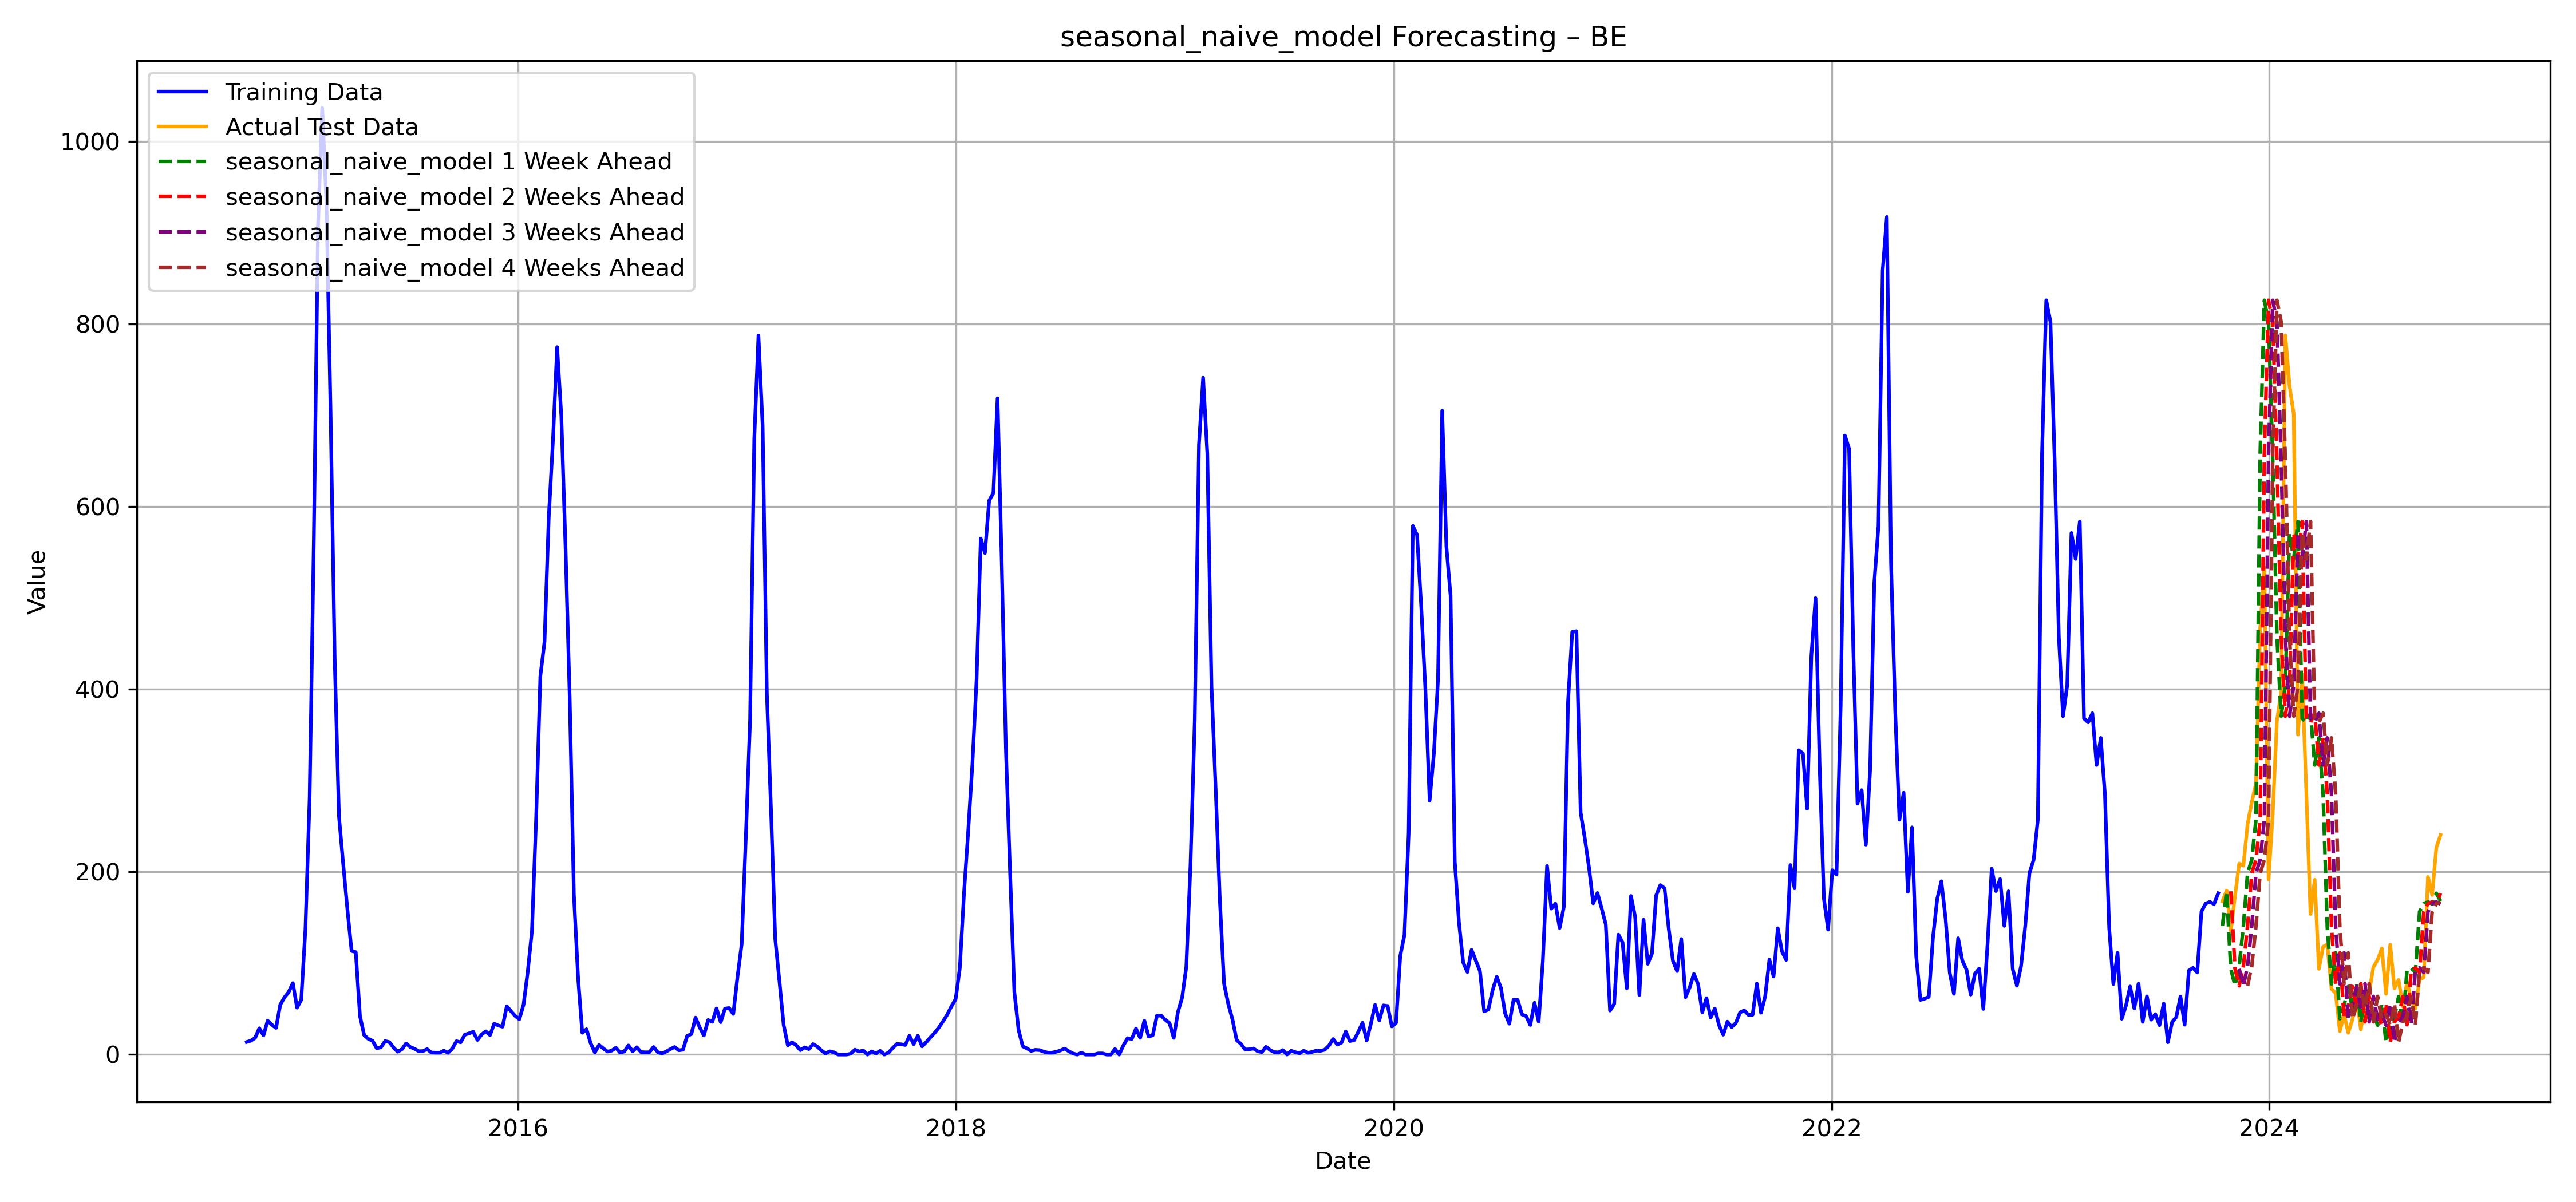 seasonal_naive_model Forecasting – BE
Training Data
Actual Test Data
seasonal_naive_model 1 Week Ahead
seasonal_naive_model 2 Weeks Ahead
seasonal_naive_model 3 Weeks Ahead
seasonal_naive_model 4 Weeks Ahead
Value
1000
800
600
400
200
0
2016
2018
2020
2022
2024
Date